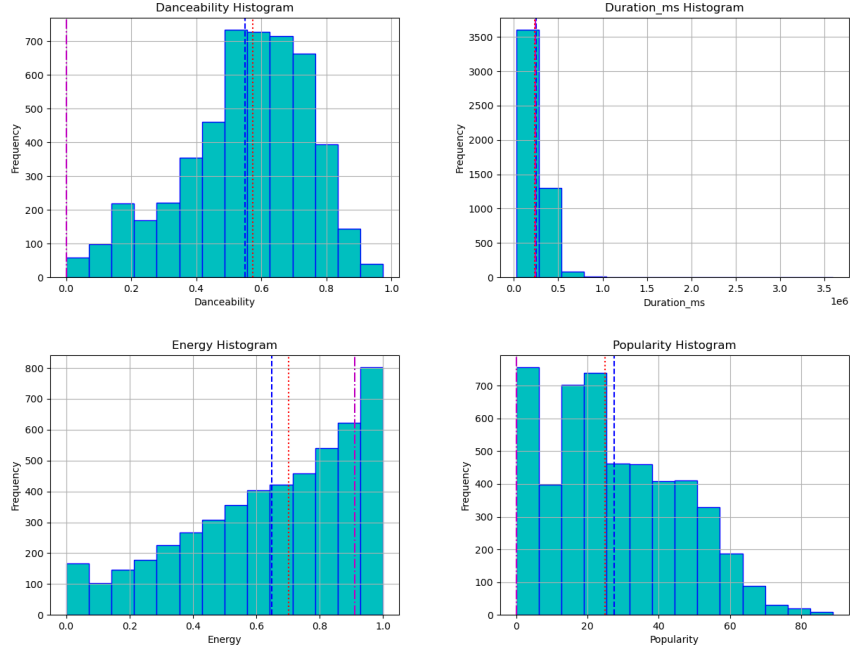 Danceability Histogram
700
600
500
400
300
200
100
0
Frequency
0.0 0.2 0.4 0.6 0.8 1.0
Danceability
Duration_ms Histogram
3500
3000
2500
2000
1500
1000
500
0
Frequency
0.0 0.5 1.0 1.5 2.0 2.5 3.0 3.5
1e6
Duration_ms
Energy Histogram
800
700
600
500
400
300
200
100
0
Frequency
0.0 0.2 0.4 0.6 0.8 1.0
Energy
Popularity Histogram
700
600
500
400
300
200
100
0
Frequency
0 20 40 60 80
Popularity